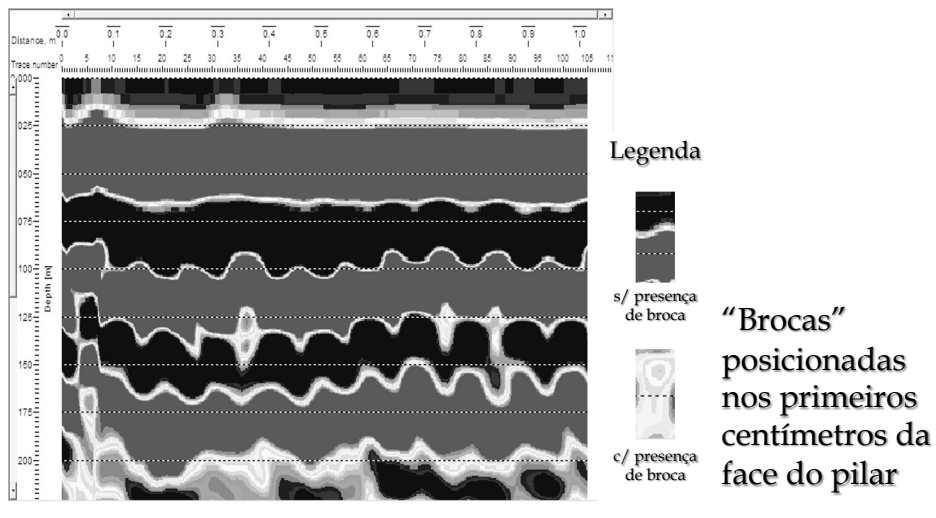 Distance, m 0.0 0.1 0.2 0.3 0.4 0.5 0.6 0.7 0.8 0.9 1.0
Trace number 0 5 10 15 20 25 30 35 40 45 50 55 60 65 70 75 80 85 90 95 100 105
000
025
050
075
100
125
150
175
200
Depth [m]
Legenda
s/ presença
de broca
c/ presença
de broca
“Brocas”
posicionadas
nos primeiros
centímetros da
face do pilar